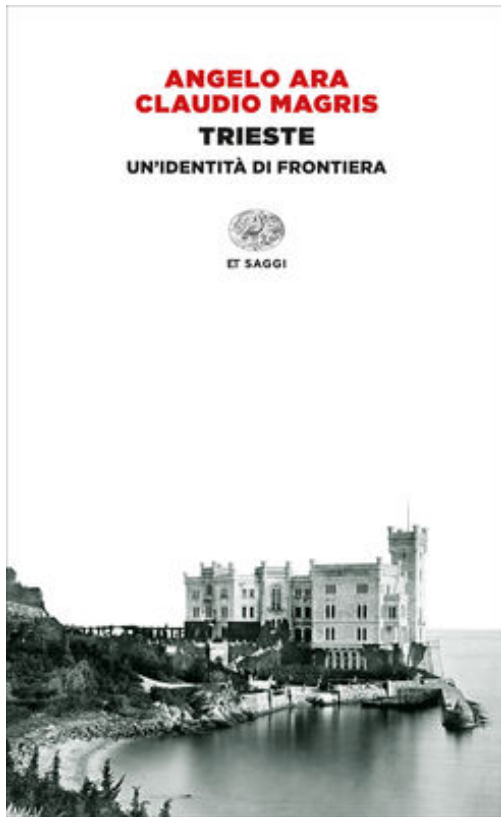 ANGELO ARA
CLAUDIO MAGRIS
TRIESTE
UN'IDENTITÀ DI FRONTIERA
ET SAGGI